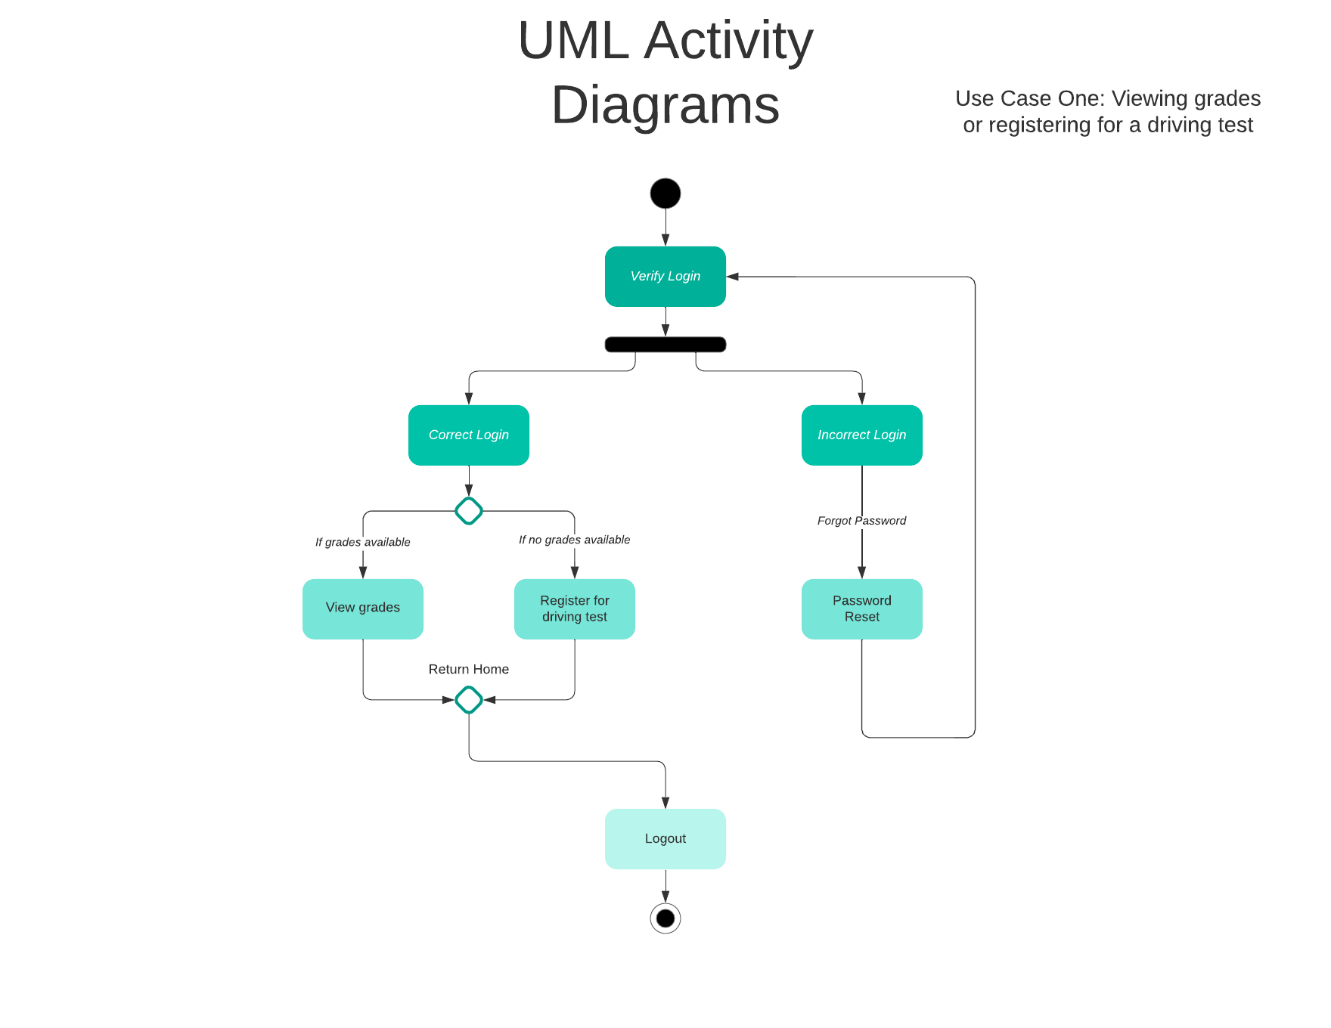 UML Activity
Diagrams
Use Case One: Viewing grades
or registering for a driving test
Verify Login
Correct Login
Incorrect Login
If grades available
If no grades available
Forgot Password
View grades
Register for
driving test
Password
Reset
Return Home
Logout